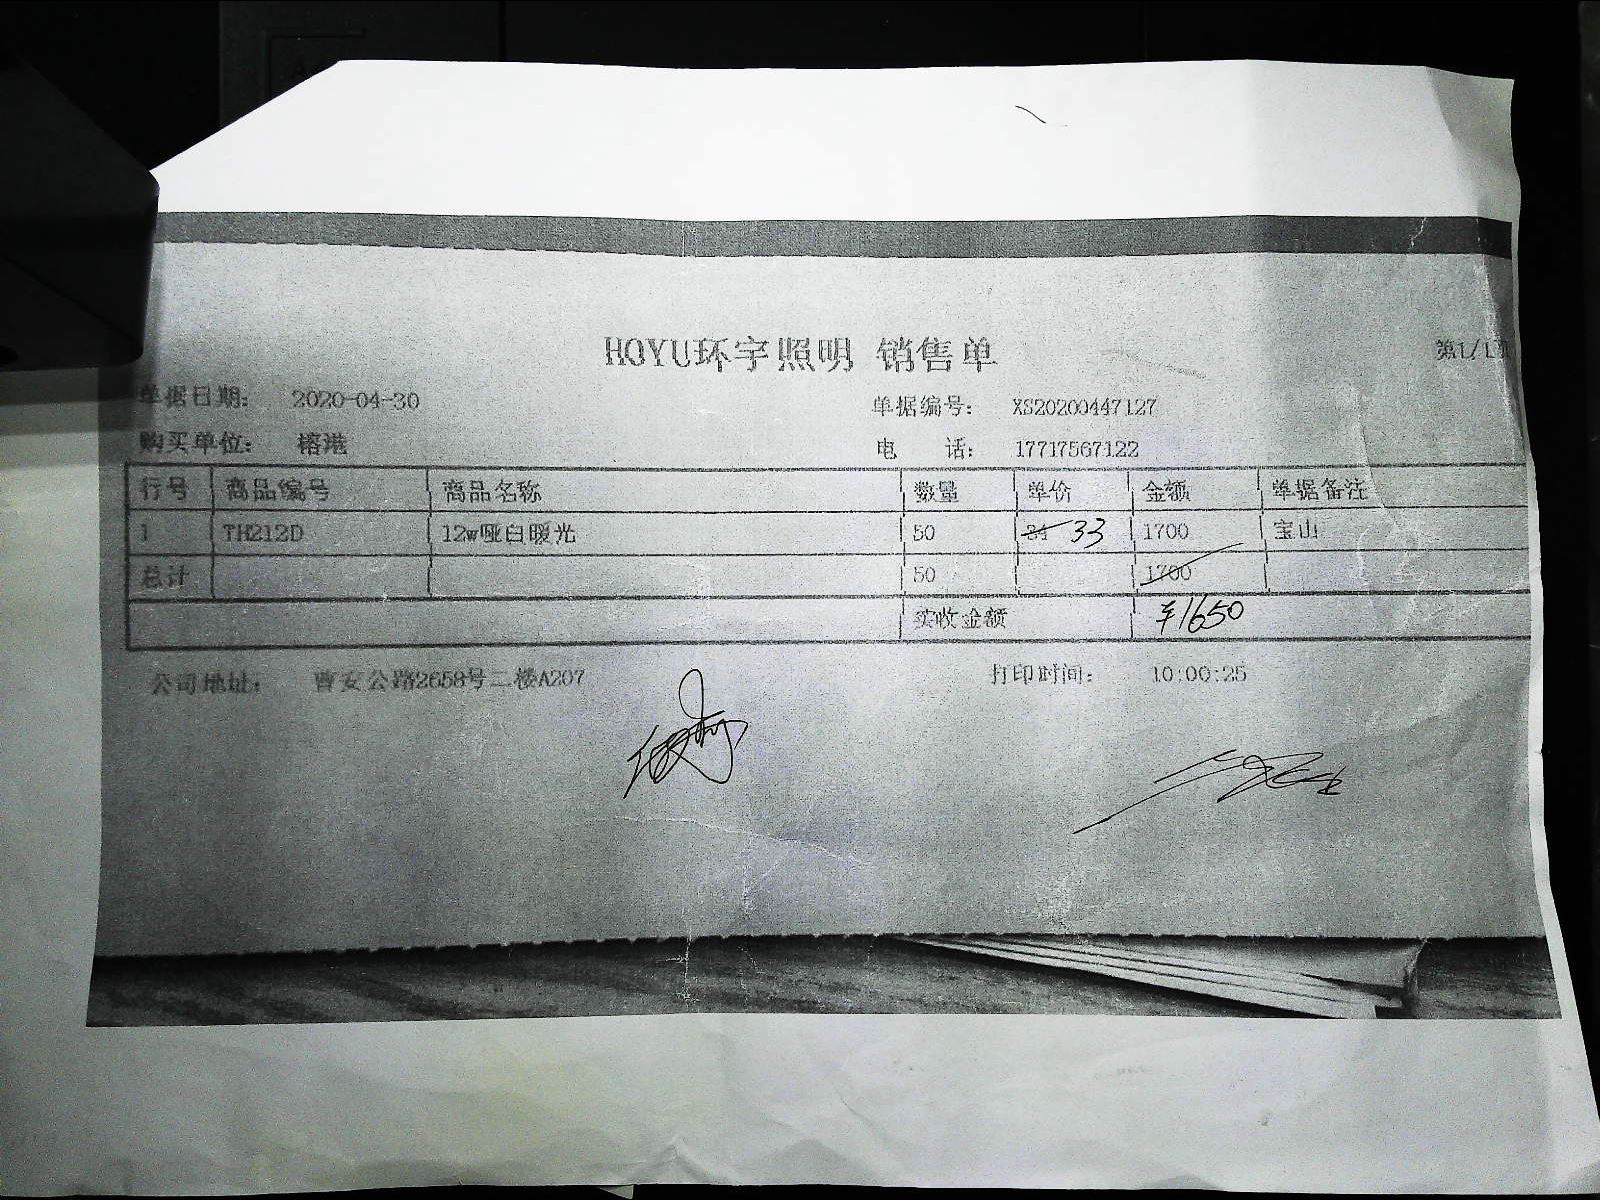 HOYU环宇照明 销售单
第1/1页
单据日期： 2020-04-30 单据编号： XS20200447127
购买单位： 榕港 电 话： 17717567122
行号 商品编号 商品名称 数量 单价 金额 单据备注
1 TH212D 12w哑白暖光 50 34 33 1700 宝山
总计 50 1700
实收金额 ¥1650
公司地址： 曹安公路2658号二楼A207 打印时间： 10:00:25